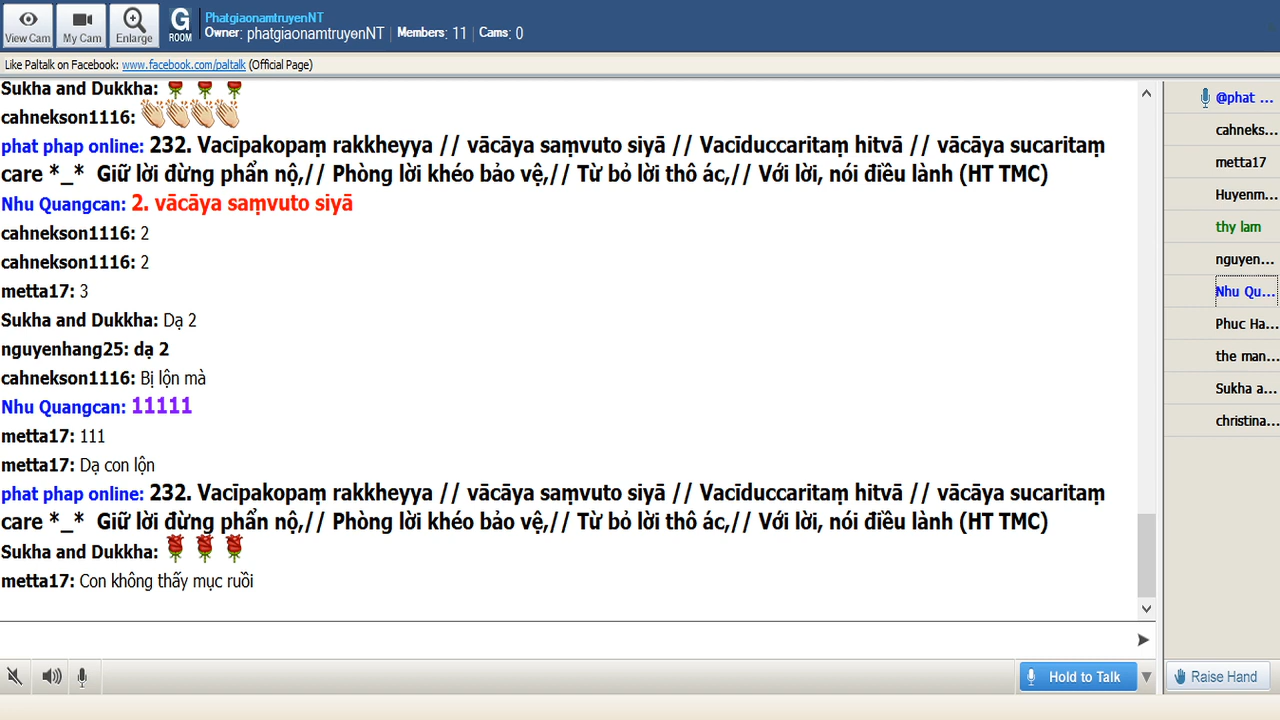 PhatgiaonamtruyenNT
View Cam
My Cam
Enlarge
G ROOM
Owner: phatgiaonamtruyenNT | Members: 11 | Cams: 0
Like Paltalk on Facebook: www.facebook.com/paltalk (Official Page)
Sukha and Dukkha:
cahnekson1116:
phat phap online: 232. Vacīpakopaṃ rakkheyya // vācāya saṃvuto siyā // Vacīduccaritaṃ hitvā // vācāya sucaritaṃ
care *_* Giữ lời đừng phẩn nộ,// Phòng lời khéo bảo vệ,// Từ bỏ lời thô ác,// Với lời, nói điều lành (HT TMC)
Nhu Quangcan: 2. vācāya saṃvuto siyā
cahnekson1116: 2
cahnekson1116: 2
metta17: 3
Sukha and Dukkha: Dạ 2
nguyenhang25: dạ 2
cahnekson1116: Bị lộn mà
Nhu Quangcan: 11111
metta17: 111
metta17: Dạ con lộn
phat phap online: 232. Vacīpakopaṃ rakkheyya // vācāya saṃvuto siyā // Vacīduccaritaṃ hitvā // vācāya sucaritaṃ
care *_* Giữ lời đừng phẩn nộ,// Phòng lời khéo bảo vệ,// Từ bỏ lời thô ác,// Với lời, nói điều lành (HT TMC)
Sukha and Dukkha:
metta17: Con không thấy mục ruồi
@phat ...
cahneks...
metta17
Huyenm...
thy lam
nguyen...
Nhu Qu...
Phuc Ha...
the man...
Sukha a...
christina...
Hold to Talk
Raise Hand